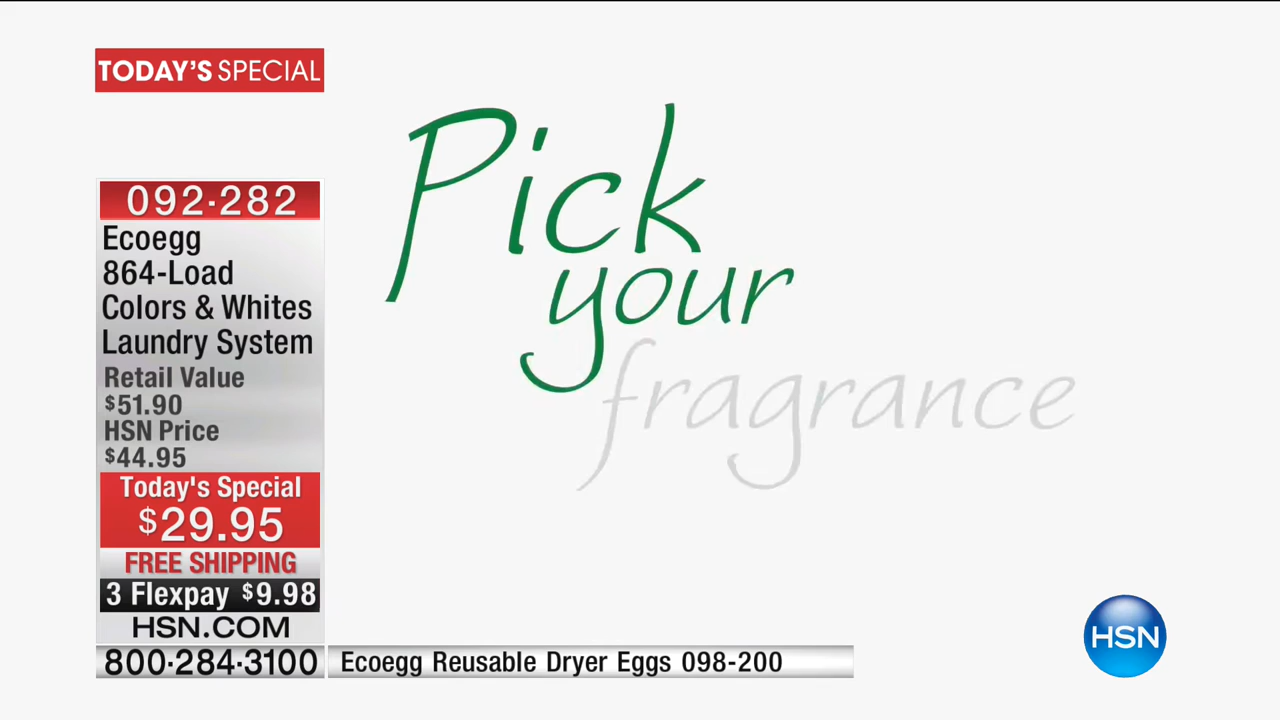 TODAY'S SPECIAL
Pick
your
fragrance
092·282
Ecoegg
864-Load
Colors & Whites
Laundry System
Retail Value
$51.90
HSN Price
$44.95
Today's Special
$29.95
FREE SHIPPING
3 Flexpay $9.98
HSN.COM
800·284·3100
Ecoegg Reusable Dryer Eggs 098-200
HSN